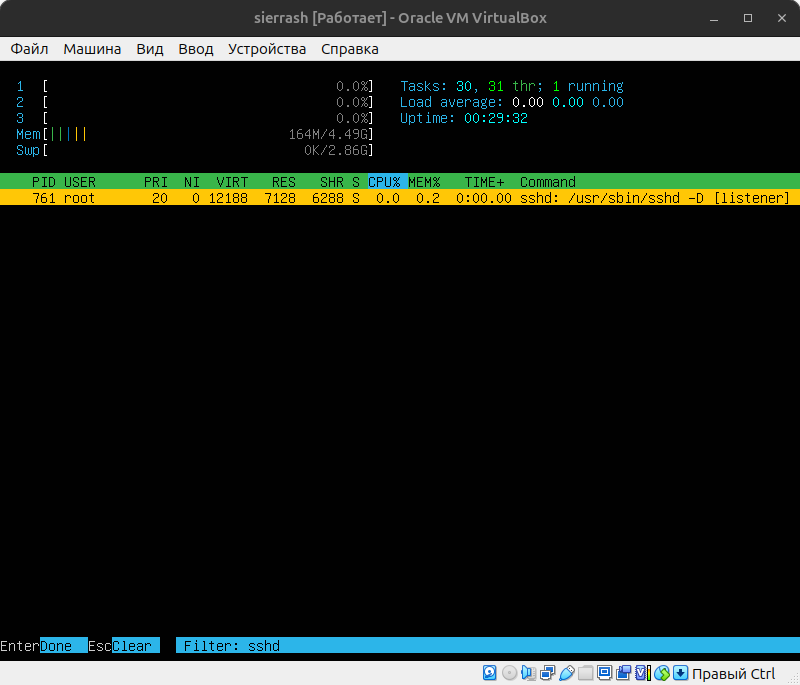 sierrash [Работает] - Oracle VM VirtualBox
Файл Машина Вид Ввод Устройства Справка
1 [ 0.0%] Tasks: 30, 31 thr; 1 running
2 [ 0.0%] Load average: 0.00 0.00 0.00
3 [ 0.0%] Uptime: 00:29:32
Mem[||||| 164M/4.49G]
Swp[ 0K/2.86G]
PID USER PRI NI VIRT RES SHR S CPU% MEM% TIME+ Command
761 root 20 0 12188 7128 6288 S 0.0 0.2 0:00.00 sshd: /usr/sbin/sshd -D [listener]
EnterDone EscClear Filter: sshd
Правый Ctrl